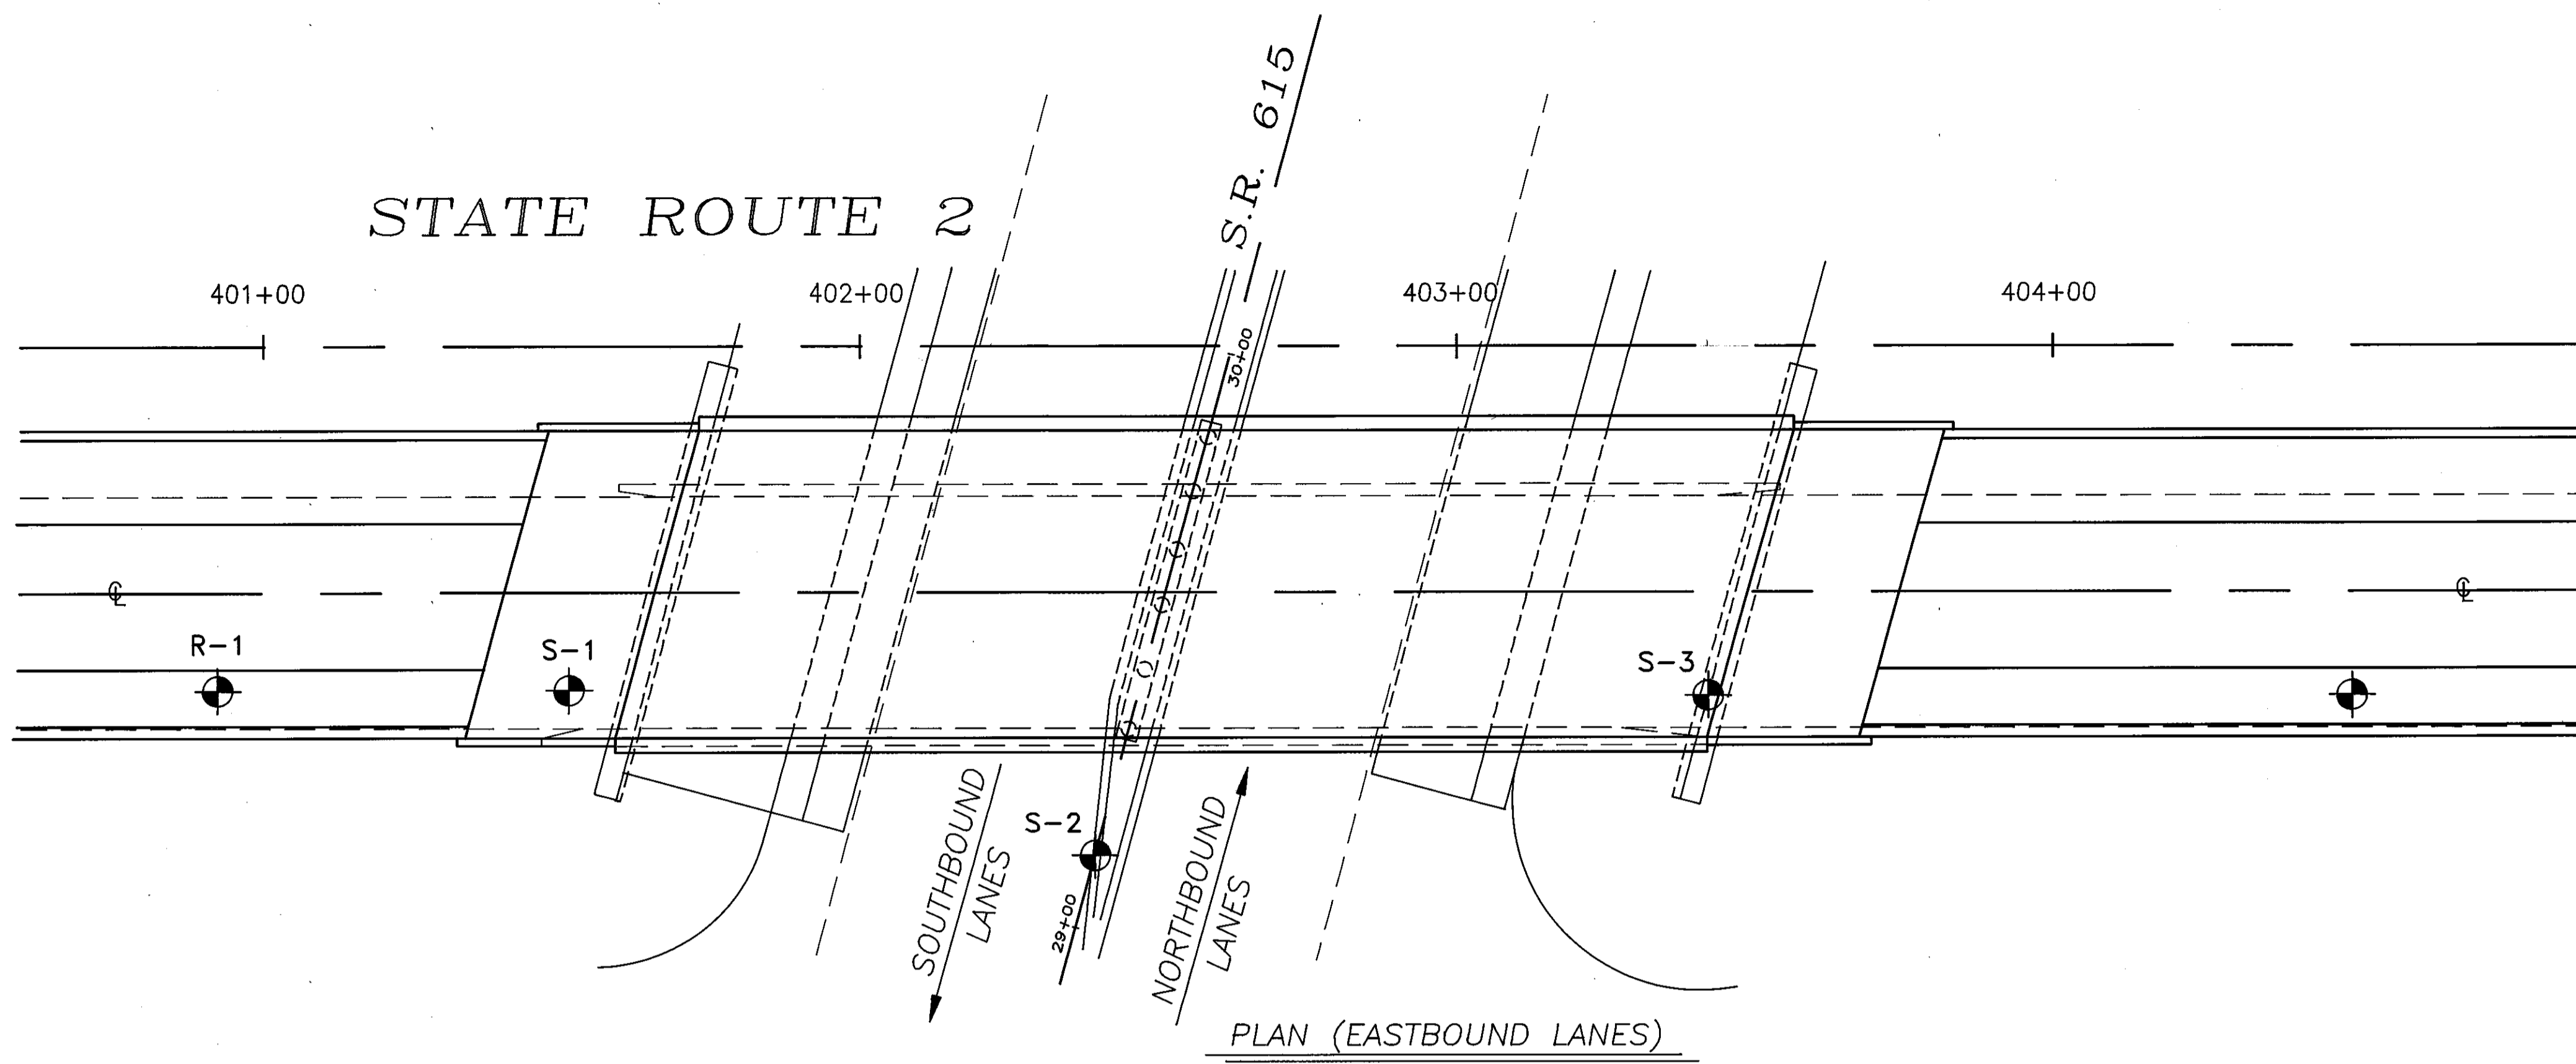 S.R. 615
STATE ROUTE 2
401+00
402+00
403+00
404+00
30+00
℄
℄
R-1
S-1
S-3
S-2
SOUTHBOUND
LANES
29+00
NORTHBOUND
LANES
PLAN (EASTBOUND LANES)